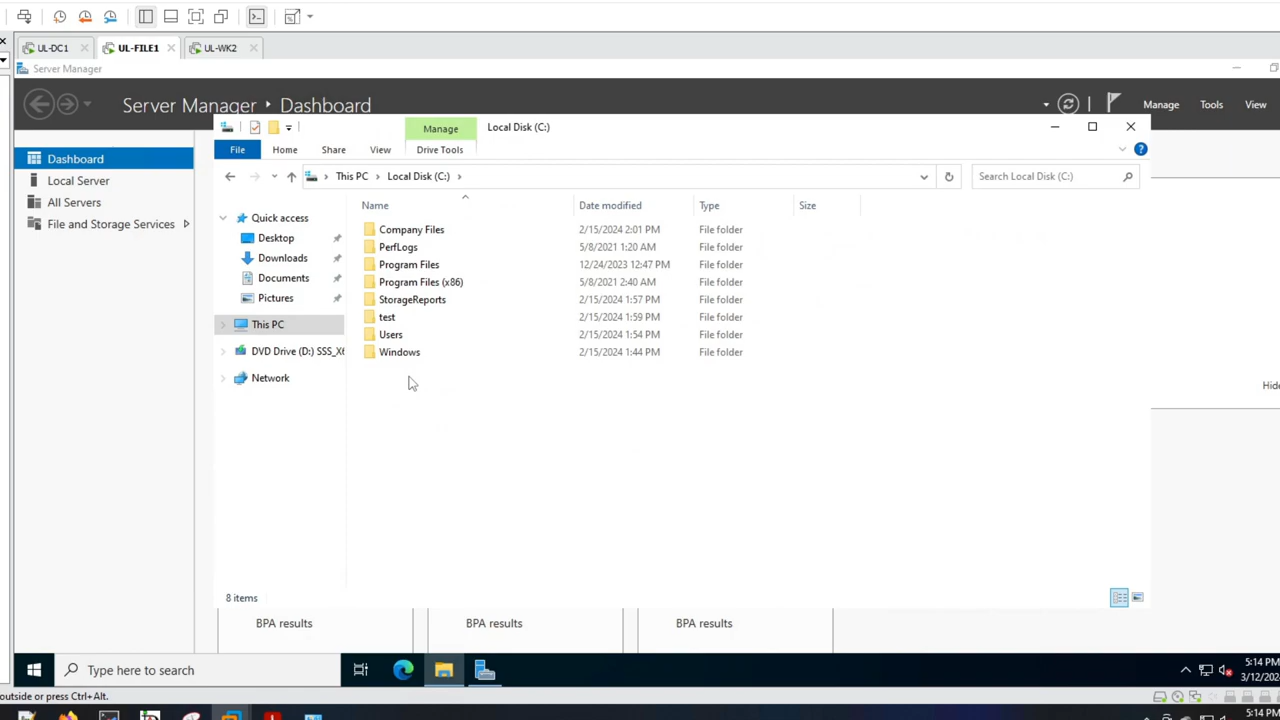 UL-DC1 UL-FILE1 UL-WK2
Server Manager
Server Manager Dashboard Manage Tools View
Manage Local Disk (C:)
File Home Share View Drive Tools
This PC Local Disk (C:) Search Local Disk (C:)
Dashboard
Local Server
All Servers
File and Storage Services
Quick access
Desktop
Downloads
Documents
Pictures
This PC
DVD Drive (D:) SSS_X6
Network
Name Date modified Type Size
Company Files 2/15/2024 2:01 PM File folder
PerfLogs 5/8/2021 1:20 AM File folder
Program Files 12/24/2023 12:47 PM File folder
Program Files (x86) 5/8/2021 2:40 AM File folder
StorageReports 2/15/2024 1:57 PM File folder
test 2/15/2024 1:59 PM File folder
Users 2/15/2024 1:54 PM File folder
Windows 2/15/2024 1:44 PM File folder
Hide
8 items
BPA results BPA results BPA results
Type here to search
5:14 PM
3/12/202
outside or press Ctrl+Alt.
5:14 PM